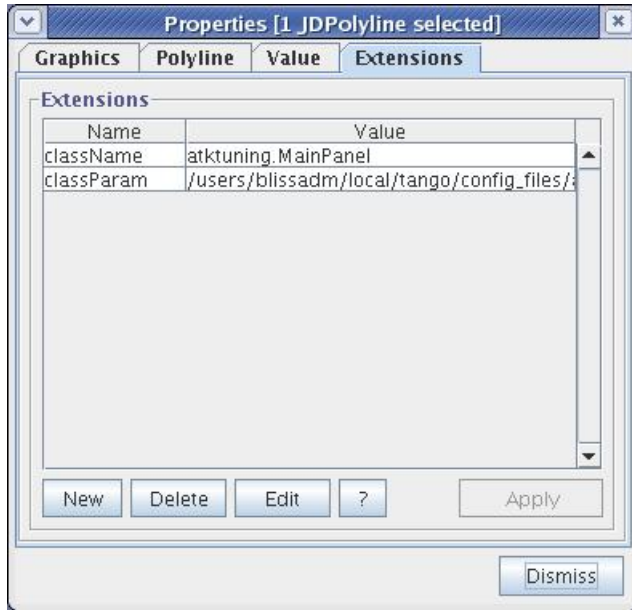 Properties [1 JDPolyline selected]
Graphics Polyline Value Extensions
Extensions
Name Value
className atktuning.MainPanel
classParam /users/blissadm/local/tango/config_files/
New Delete Edit ? Apply
Dismiss